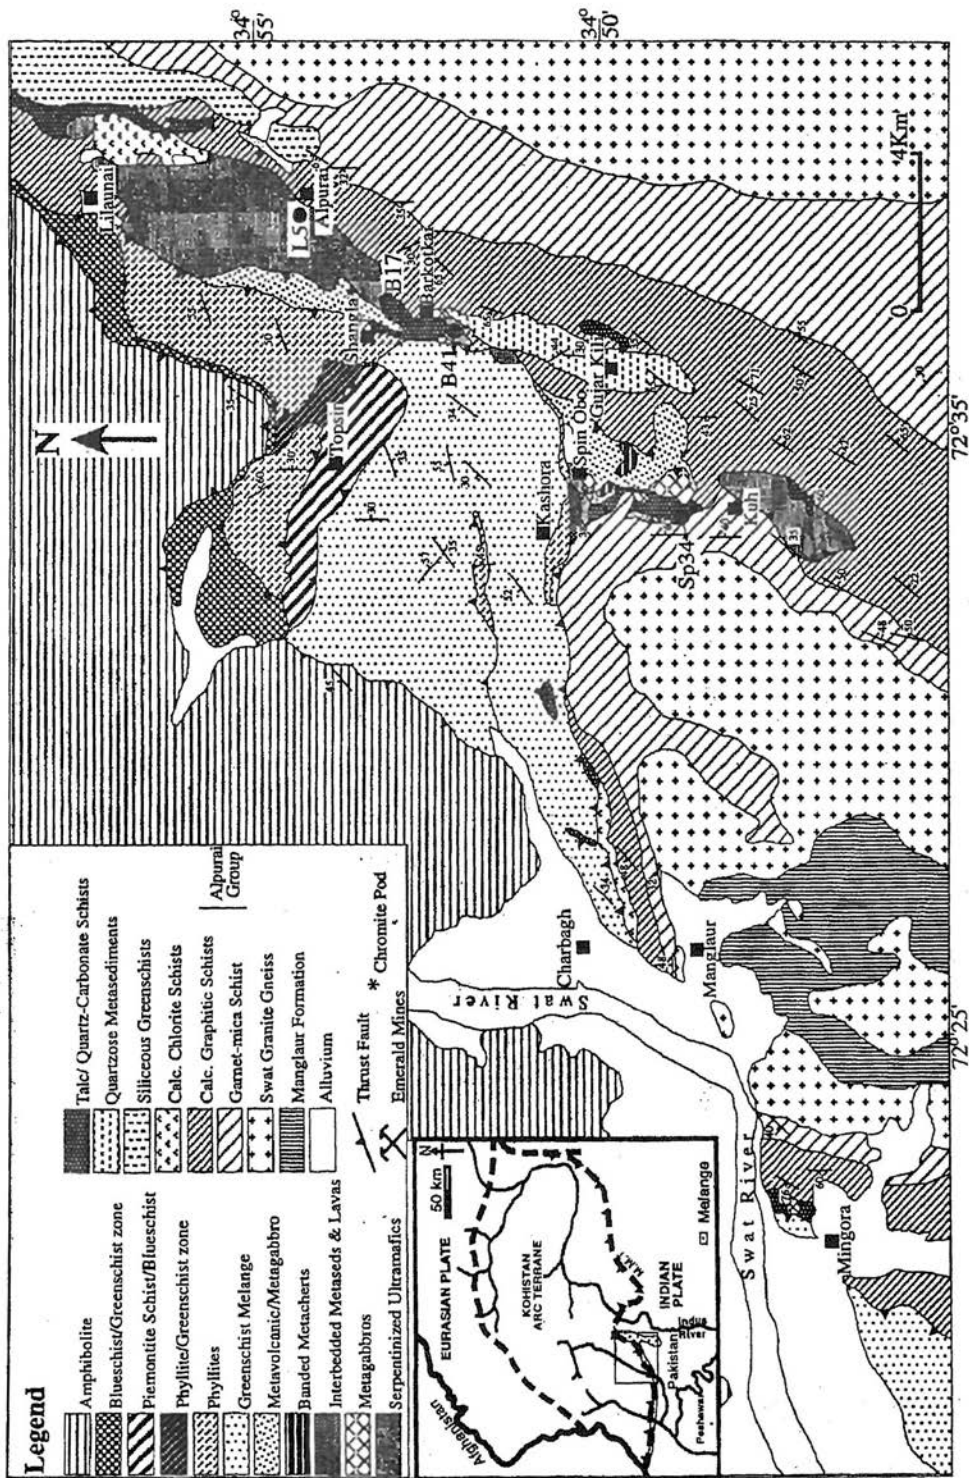 Legend
Amphibolite
Blueschist/Greenschist zone
Piemontite Schist/Blueschist
Phyllite/Greenschist zone
Phyllites
Greenschist Melange
Metavolcanic/Metagabbro
Banded Metacherts
Interbedded Metaseds & Lavas
Metagabbros
Serpentinized Ultramafics
Talc/ Quartz-Carbonate Schists
Quartzose Metasediments
Siliceous Greenschists
Calc. Chlorite Schists
Calc. Graphitic Schists
Garnet-mica Schist
Swat Granite Gneiss
Manglaur Formation
Alluvium
Alpurai
Group
Thrust Fault
* Chromite Pod
Emerald Mines
N
EURASIAN PLATE
50 km
N
KOHISTAN
ARC TERRANE
Afghanistan
M.M.T
INDIAN
PLATE
Indus
River
Pakistan
Peshawar
Melange
Lilaunai
L5
Alpurai
B17
Barkotkai
Shangla
B41
Topsin
Gujar Kili
Spin Obo
Kashora
Sp34
Kuh
Charbagh
Manglaur
Mingora
Swat River
Swat River
0
4Km
34°
55'
34°
50'
72°35'
72°25'